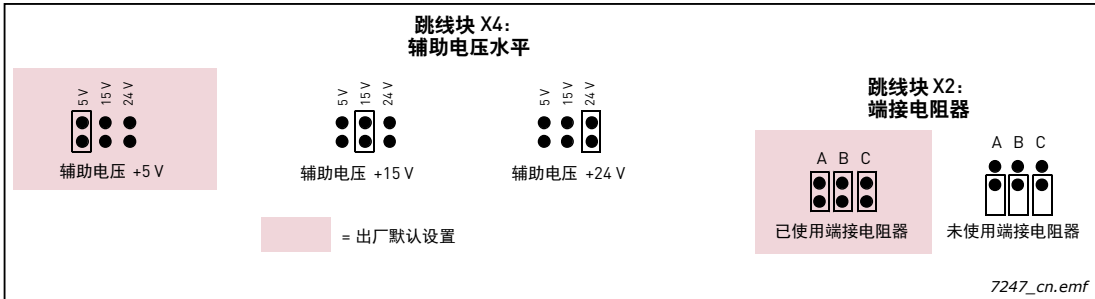 跳线块 X4:
辅助电压水平
5 V 15 V 24 V
辅助电压 +5 V
5 V 15 V 24 V
辅助电压 +15 V
5 V 15 V 24 V
辅助电压 +24 V
= 出厂默认设置
跳线块 X2:
端接电阻器
A B C
已使用端接电阻器
A B C
未使用端接电阻器
7247_cn.emf